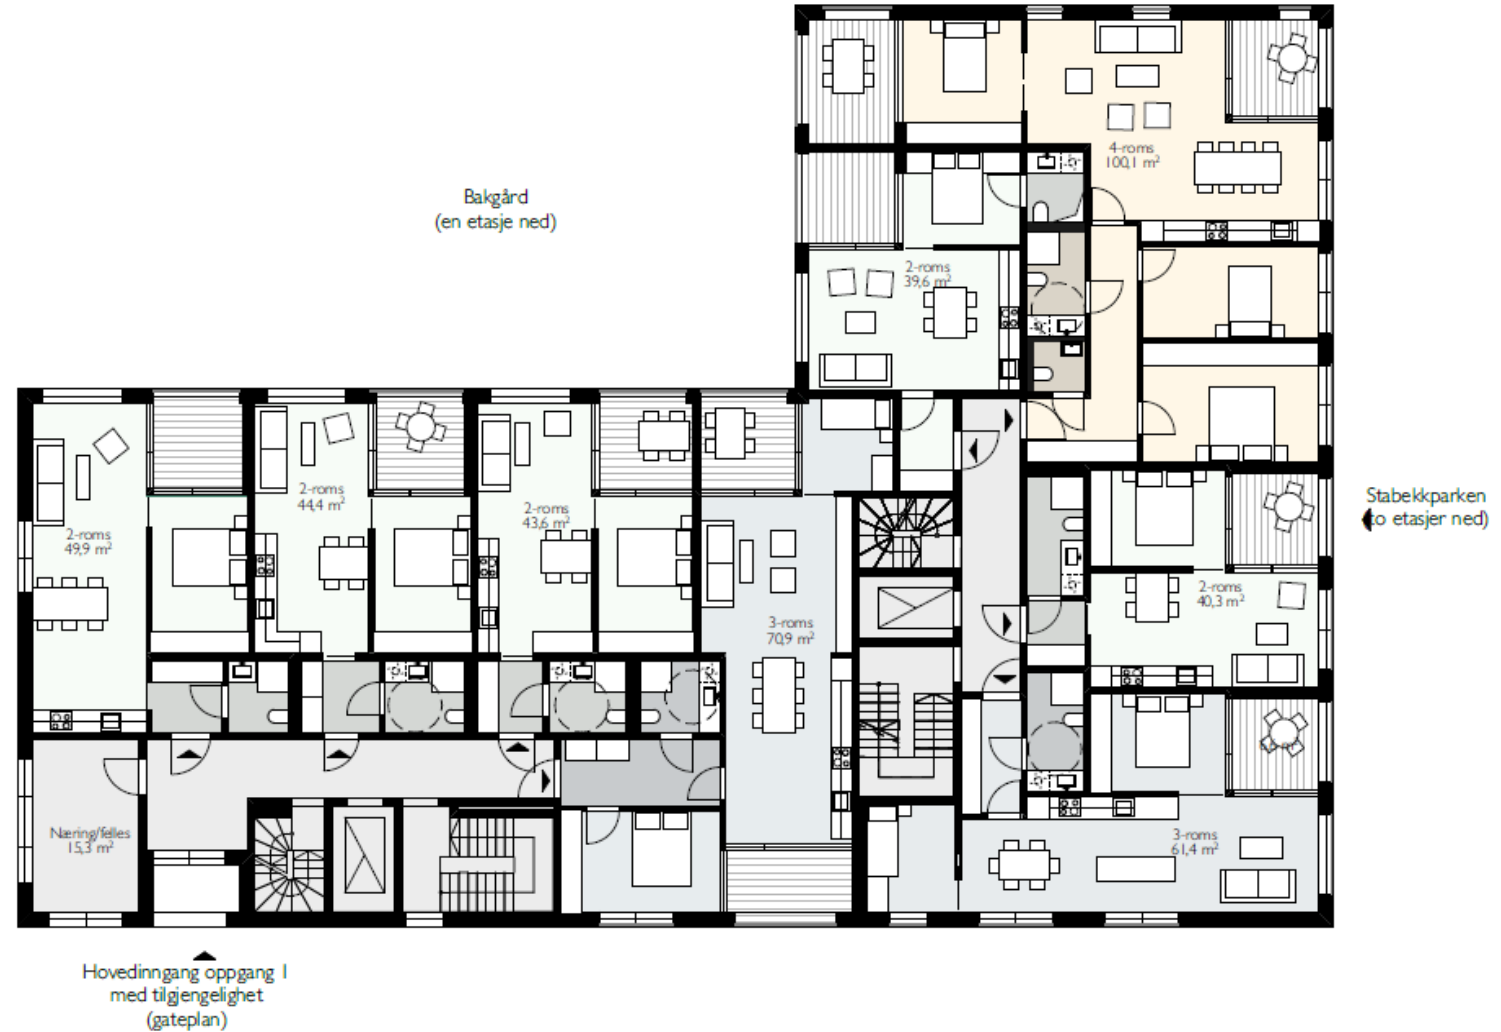 4-roms
100,1 m²
Bakgård
(en etasje ned)
2-roms
39,6 m²
2-roms
44,4 m²
2-roms
43,6 m²
2-roms
49,9 m²
Stabekkparken
(to etasjer ned)
2-roms
40,3 m²
3-roms
70,9 m²
Næring/felles
15,3 m²
3-roms
61,4 m²
Hovedinngang oppgang 1
med tilgjengelighet
(gateplan)